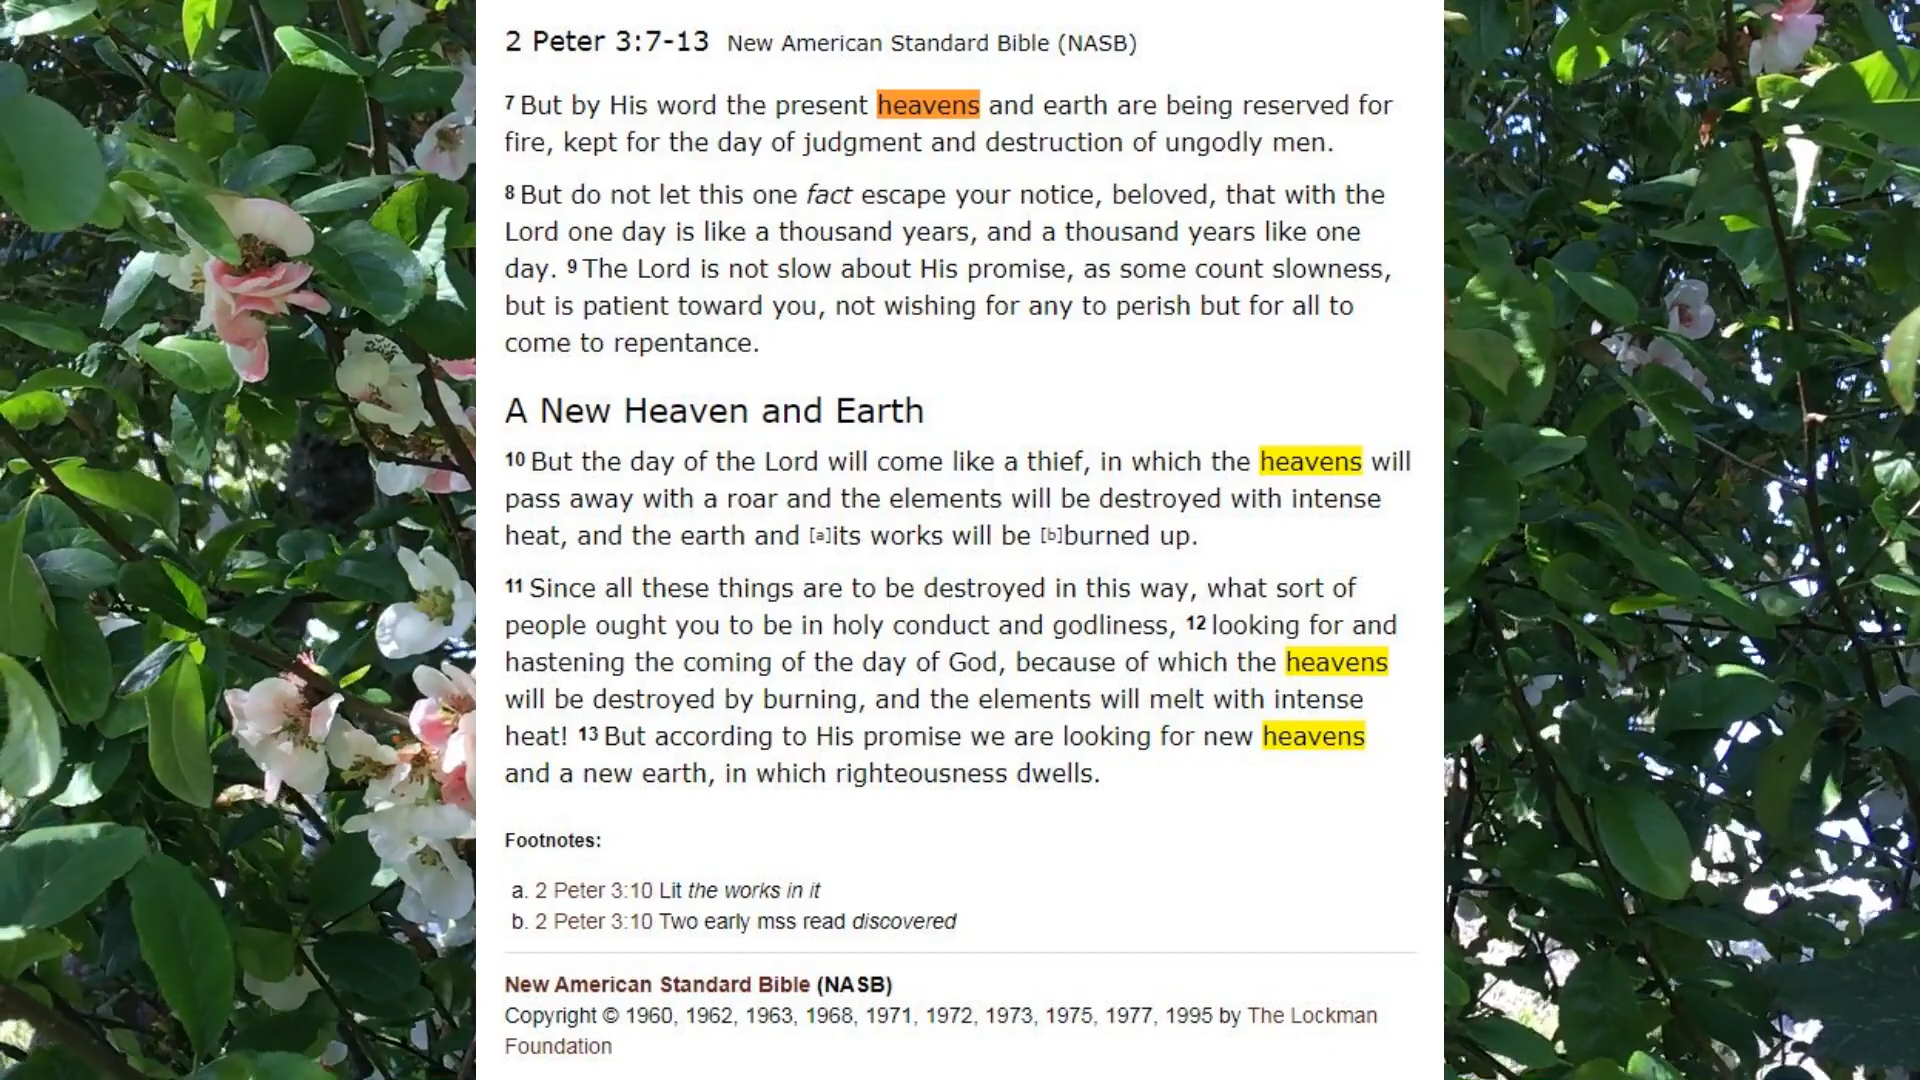 2 Peter 3:7-13 New American Standard Bible (NASB)
7 But by His word the present heavens and earth are being reserved for
fire, kept for the day of judgment and destruction of ungodly men.
8 But do not let this one fact escape your notice, beloved, that with the
Lord one day is like a thousand years, and a thousand years like one
day. 9 The Lord is not slow about His promise, as some count slowness,
but is patient toward you, not wishing for any to perish but for all to
come to repentance.
A New Heaven and Earth
10 But the day of the Lord will come like a thief, in which the heavens will
pass away with a roar and the elements will be destroyed with intense
heat, and the earth and [a]its works will be [b]burned up.
11 Since all these things are to be destroyed in this way, what sort of
people ought you to be in holy conduct and godliness, 12 looking for and
hastening the coming of the day of God, because of which the heavens
will be destroyed by burning, and the elements will melt with intense
heat! 13 But according to His promise we are looking for new heavens
and a new earth, in which righteousness dwells.
Footnotes:
a. 2 Peter 3:10 Lit the works in it
b. 2 Peter 3:10 Two early mss read discovered
New American Standard Bible (NASB)
Copyright © 1960, 1962, 1963, 1968, 1971, 1972, 1973, 1975, 1977, 1995 by The Lockman
Foundation